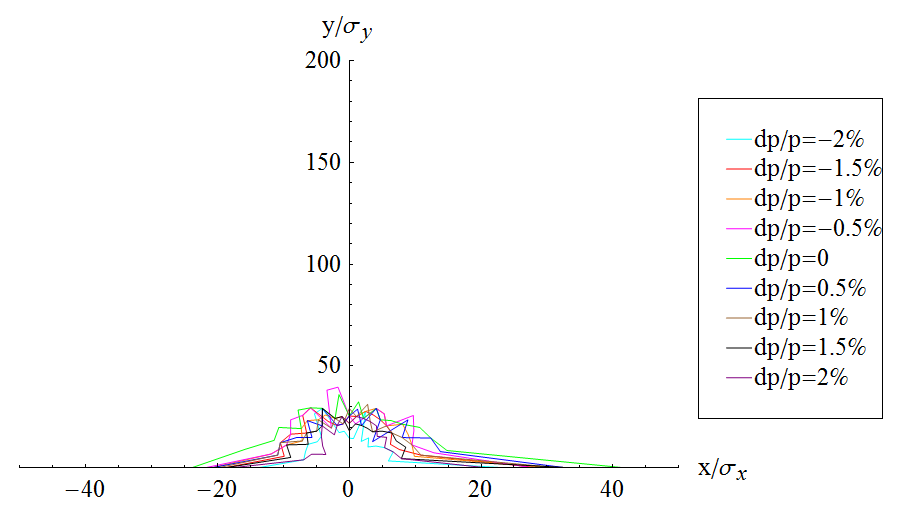 y/σy
200
150
100
50
−40
−20
0
20
40
x/σx
dp/p=−2%
dp/p=−1.5%
dp/p=−1%
dp/p=−0.5%
dp/p=0
dp/p=0.5%
dp/p=1%
dp/p=1.5%
dp/p=2%